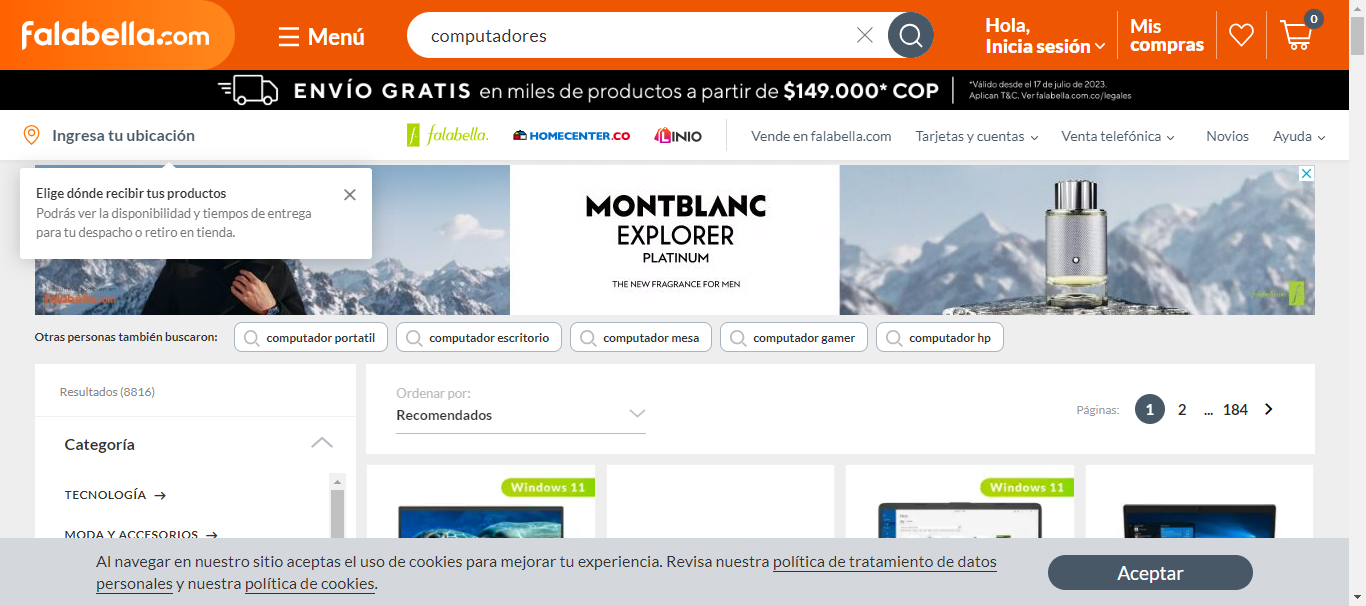 falabella.com
Menú
computadores
Hola,
Inicia sesión
Mis
compras
0
ENVÍO GRATIS en miles de productos a partir de $149.000* COP
*Válido desde el 17 de julio de 2023.
Aplican T&C. Ver falabella.com.co/legales
Ingresa tu ubicación
f. falabella.
HOMECENTER.CO
LINIO
Vende en falabella.com
Tarjetas y cuentas
Venta telefónica
Novios
Ayuda
Elige dónde recibir tus productos
Podrás ver la disponibilidad y tiempos de entrega
para tu despacho o retiro en tienda.
MONTBLANC
EXPLORER
PLATINUM
THE NEW FRAGRANCE FOR MEN
falabella.com
Otras personas también buscaron:
computador portatil
computador escritorio
computador mesa
computador gamer
computador hp
Resultados (8816)
Ordenar por:
Recomendados
Páginas:
1
2
...
184
Categoría
TECNOLOGÍA
MODA Y ACCESORIOS
Windows 11
Windows 11
Al navegar en nuestro sitio aceptas el uso de cookies para mejorar tu experiencia. Revisa nuestra política de tratamiento de datos
personales y nuestra política de cookies.
Aceptar